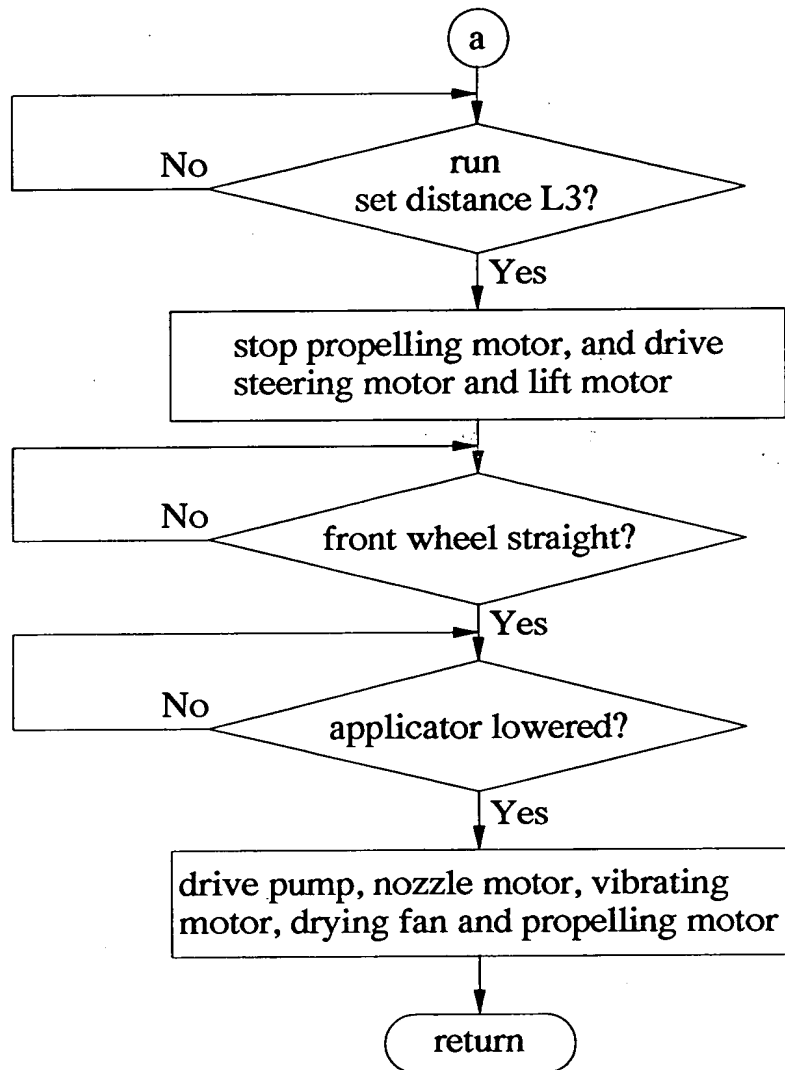 a
No
run
set distance L3?
Yes
stop propelling motor, and drive
steering motor and lift motor
No
front wheel straight?
Yes
No
applicator lowered?
Yes
drive pump, nozzle motor, vibrating
motor, drying fan and propelling motor
return